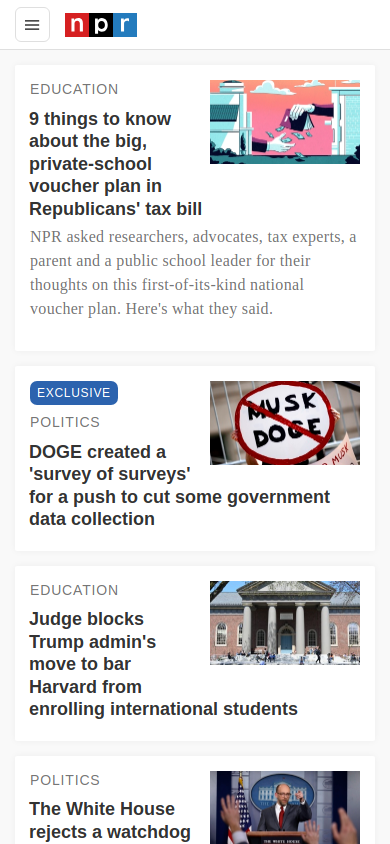 npr
EDUCATION
9 things to know
about the big,
private-school
voucher plan in
Republicans' tax bill
NPR asked researchers, advocates, tax experts, a
parent and a public school leader for their
thoughts on this first-of-its-kind national
voucher plan. Here's what they said.
EXCLUSIVE
POLITICS
DOGE created a
'survey of surveys'
for a push to cut some government
data collection
MUSK
DOGE
MUSK
EDUCATION
Judge blocks
Trump admin's
move to bar
Harvard from
enrolling international students
POLITICS
The White House
rejects a watchdog
THE WHITE HOUSE